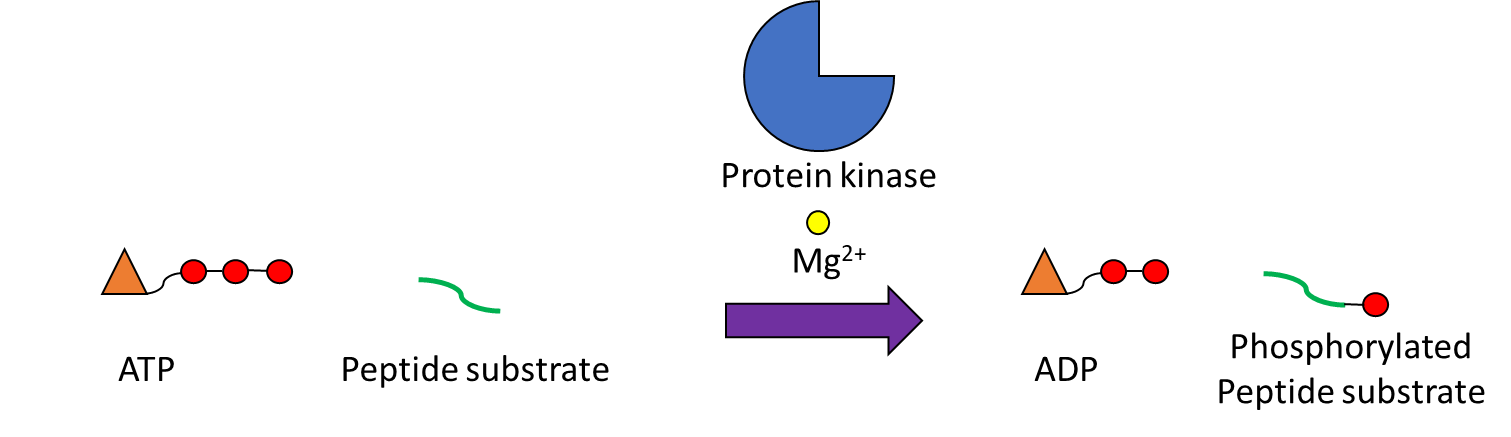 Protein kinase
Mg²⁺
ATP
Peptide substrate
ADP
Phosphorylated
Peptide substrate